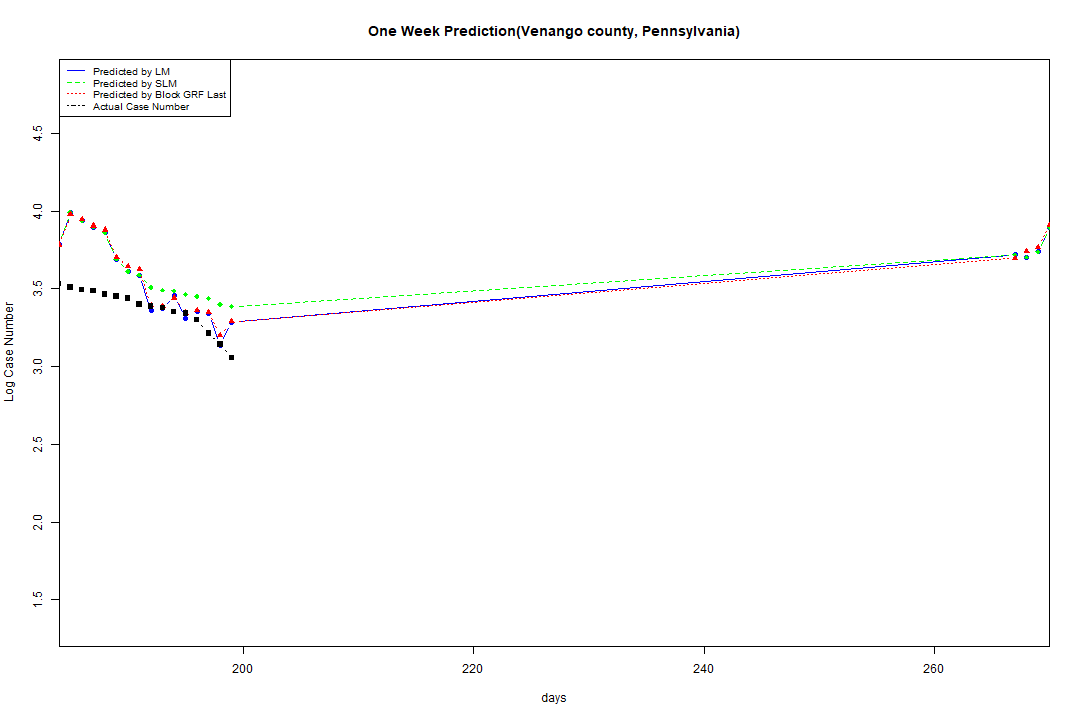 One Week Prediction(Venango county, Pennsylvania)
Predicted by LM
Predicted by SLM
Predicted by Block GRF Last
Actual Case Number
4.5
4.0
3.5
3.0
2.5
2.0
1.5
Log Case Number
200
220
240
260
days